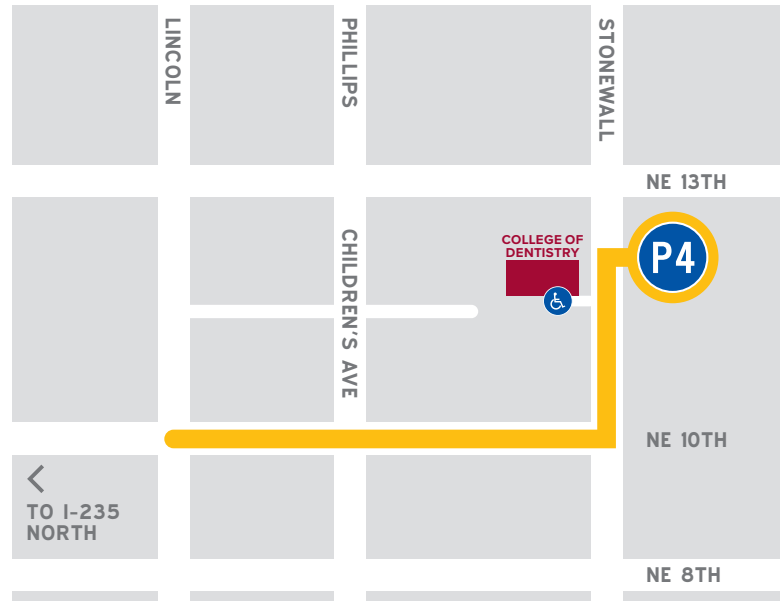 LINCOLN
PHILLIPS
STONEWALL
NE 13TH
CHILDREN'S AVE
COLLEGE OF
DENTISTRY
P4
NE 10TH
TO I-235
NORTH
NE 8TH